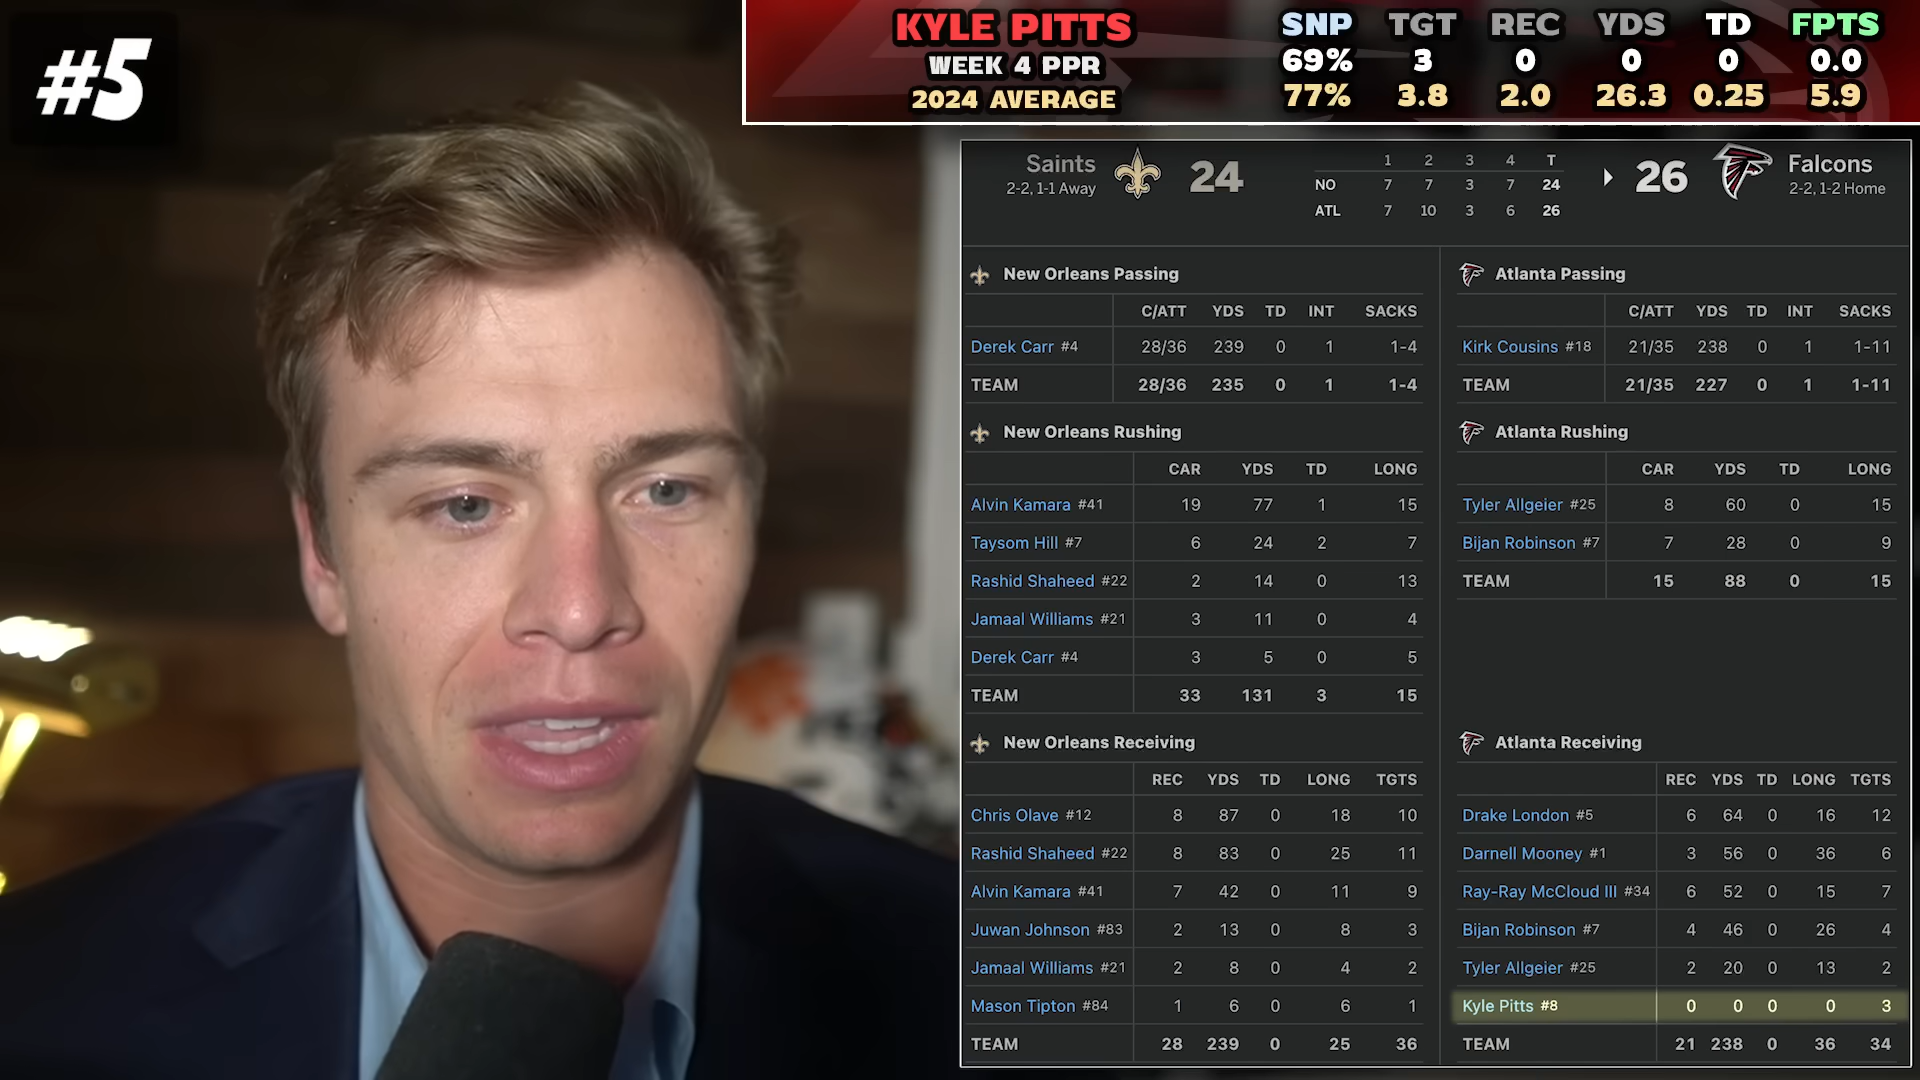 #5
KYLE PITTS
WEEK 4 PPR
2024 AVERAGE
SNP TGT REC YDS TD FPTS
69% 3 0 0 0 0.0
77% 3.8 2.0 26.3 0.25 5.9
Saints
2-2, 1-1 Away
24
1 2 3 4 T
NO 7 7 3 7 24
ATL 7 10 3 6 26
26
Falcons
2-2, 1-2 Home
New Orleans Passing
C/ATT YDS TD INT SACKS
Derek Carr #4 28/36 239 0 1 1-4
TEAM 28/36 235 0 1 1-4
Atlanta Passing
C/ATT YDS TD INT SACKS
Kirk Cousins #18 21/35 238 0 1 1-11
TEAM 21/35 227 0 1 1-11
New Orleans Rushing
CAR YDS TD LONG
Alvin Kamara #41 19 77 1 15
Taysom Hill #7 6 24 2 7
Rashid Shaheed #22 2 14 0 13
Jamaal Williams #21 3 11 0 4
Derek Carr #4 3 5 0 5
TEAM 33 131 3 15
Atlanta Rushing
CAR YDS TD LONG
Tyler Allgeier #25 8 60 0 15
Bijan Robinson #7 7 28 0 9
TEAM 15 88 0 15
New Orleans Receiving
REC YDS TD LONG TGTS
Chris Olave #12 8 87 0 18 10
Rashid Shaheed #22 8 83 0 25 11
Alvin Kamara #41 7 42 0 11 9
Juwan Johnson #83 2 13 0 8 3
Jamaal Williams #21 2 8 0 4 2
Mason Tipton #84 1 6 0 6 1
TEAM 28 239 0 25 36
Atlanta Receiving
REC YDS TD LONG TGTS
Drake London #5 6 64 0 16 12
Darnell Mooney #1 3 56 0 36 6
Ray-Ray McCloud III #34 6 52 0 15 7
Bijan Robinson #7 4 46 0 26 4
Tyler Allgeier #25 2 20 0 13 2
Kyle Pitts #8 0 0 0 0 3
TEAM 21 238 0 36 34